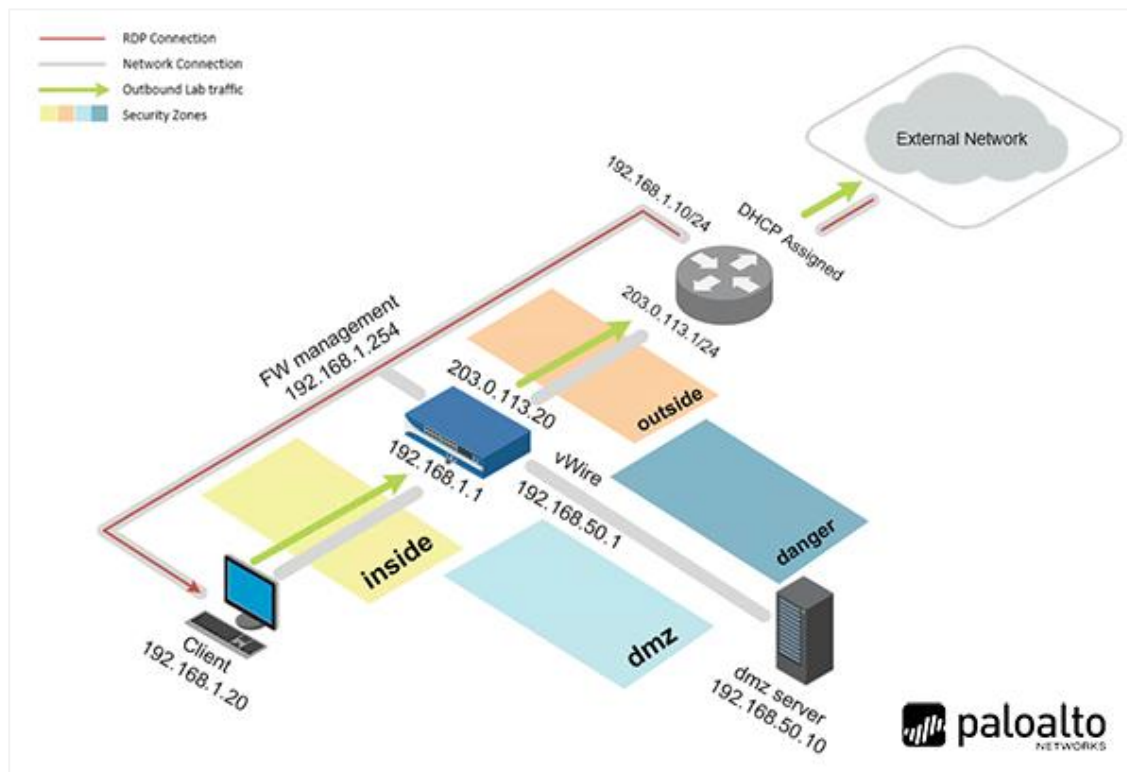 RDP Connection
Network Connection
Outbound Lab traffic
Security Zones
External Network
192.168.1.10/24
DHCP Assigned
203.0.113.1/24
FW management
192.168.1.254
203.0.113.20
outside
192.168.1.1
vWire
192.168.50.1
danger
inside
dmz
Client
192.168.1.20
dmz server
192.168.50.10
paloalto
NETWORKS